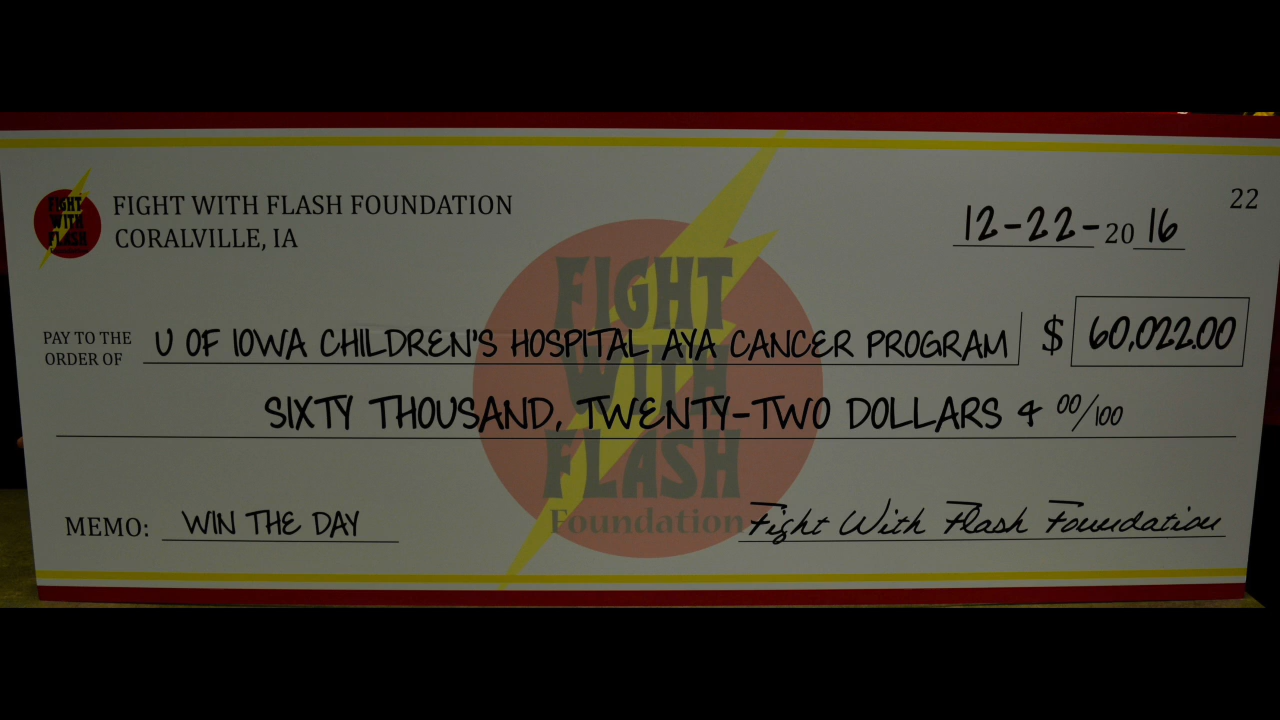 22
FIGHT WITH FLASH FOUNDATION
CORALVILLE, IA
12-22-2016
FIGHT
WITH
FLASH
PAY TO THE
ORDER OF
U OF IOWA CHILDREN'S HOSPITAL AYA CANCER PROGRAM $ 60,022.00
SIXTY THOUSAND, TWENTY-TWO DOLLARS & 00/100
FIGHT
WITH
FLASH
Foundation
MEMO: WIN THE DAY
Fight With Flash Foundation